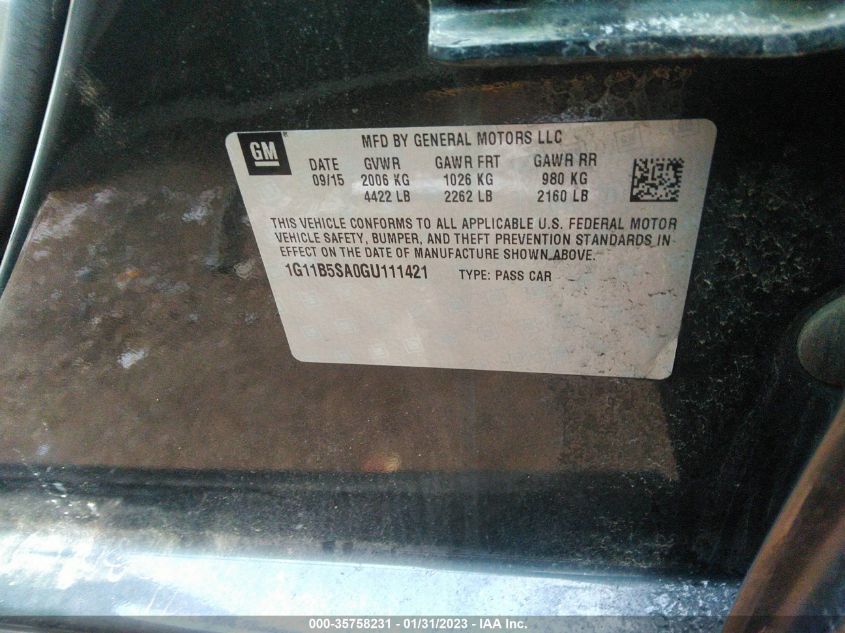 GM
MFD BY GENERAL MOTORS LLC
DATE GVWR GAWR FRT GAWR RR
09/15 2006 KG 1026 KG 980 KG
4422 LB 2262 LB 2160 LB
THIS VEHICLE CONFORMS TO ALL APPLICABLE U.S. FEDERAL MOTOR
VEHICLE SAFETY, BUMPER, AND THEFT PREVENTION STANDARDS IN
EFFECT ON THE DATE OF MANUFACTURE SHOWN ABOVE.
1G11B5SA0GU111421 TYPE: PASS CAR
000-35758231 - 01/31/2023 - IAA Inc.